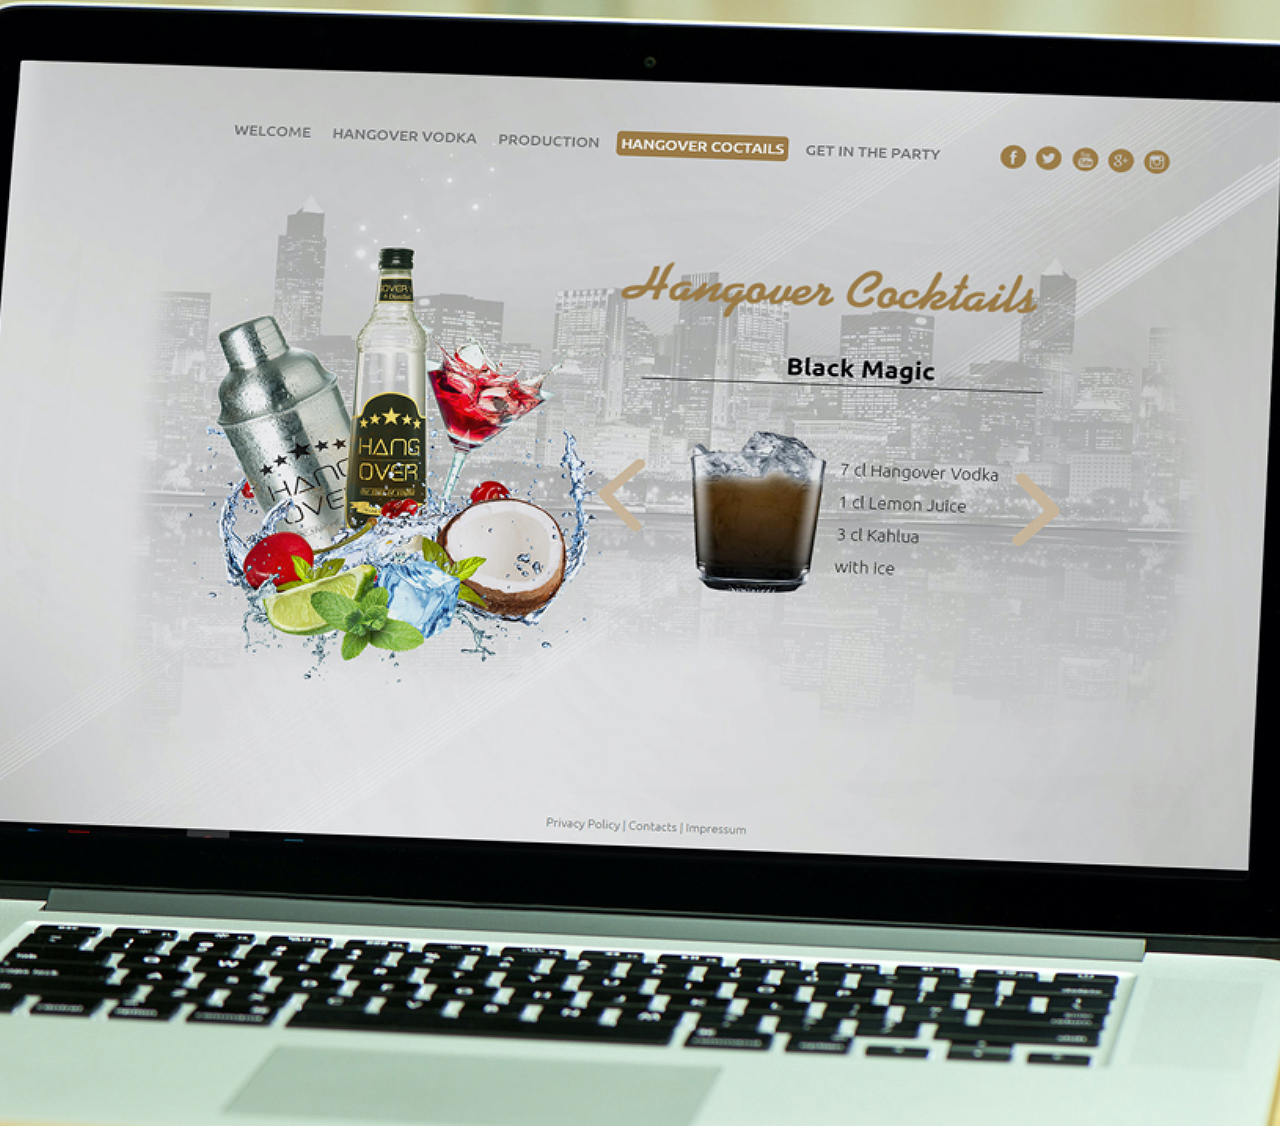 WELCOME
HANGOVER VODKA
PRODUCTION
HANGOVER COCTAILS
GET IN THE PARTY
Hangover Cocktails
Black Magic
7 cl Hangover Vodka
1 cl Lemon Juice
3 cl Kahlua
with Ice
HANG
OVER
HANG
OVER
Privacy Policy | Contacts | Impressum